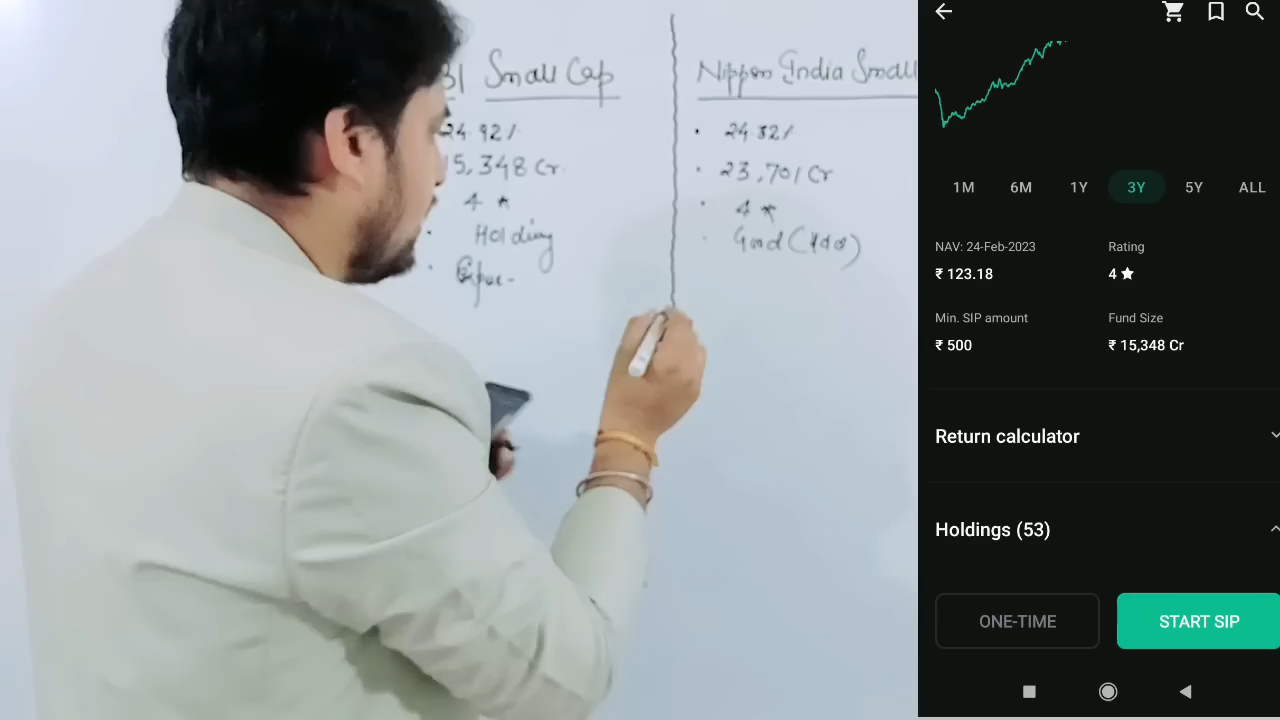 BI Small Cap
24.92%
5,348 Cr.
4 ★
Holding
Nippon India Small
24.32%
23,701 Cr
4 ★
Good
1M 6M 1Y 3Y 5Y ALL
NAV: 24-Feb-2023 Rating
₹ 123.18 4 ★
Min. SIP amount Fund Size
₹ 500 ₹ 15,348 Cr
Return calculator
Holdings (53)
ONE-TIME START SIP